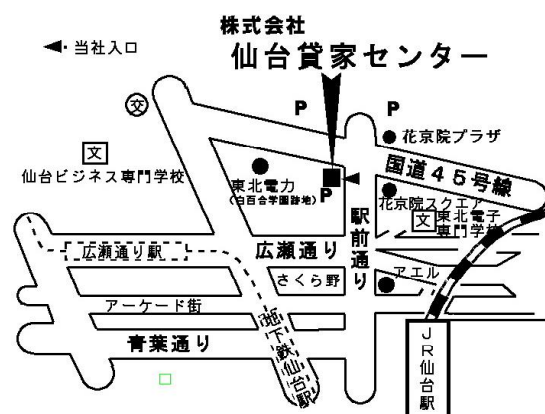 株式会社
仙台貸家センター
・当社入口
P
P
交
花京院プラザ
文
仙台ビジネス専門学校
東北電力
(白百合学園跡地)
P
国道45号線
花京院スクエア
文
東北電子
専門学校
駅前通り
広瀬通り駅
広瀬通り
さくら野
アエル
アーケード街
地下鉄仙台駅
青葉通り
JR仙台駅